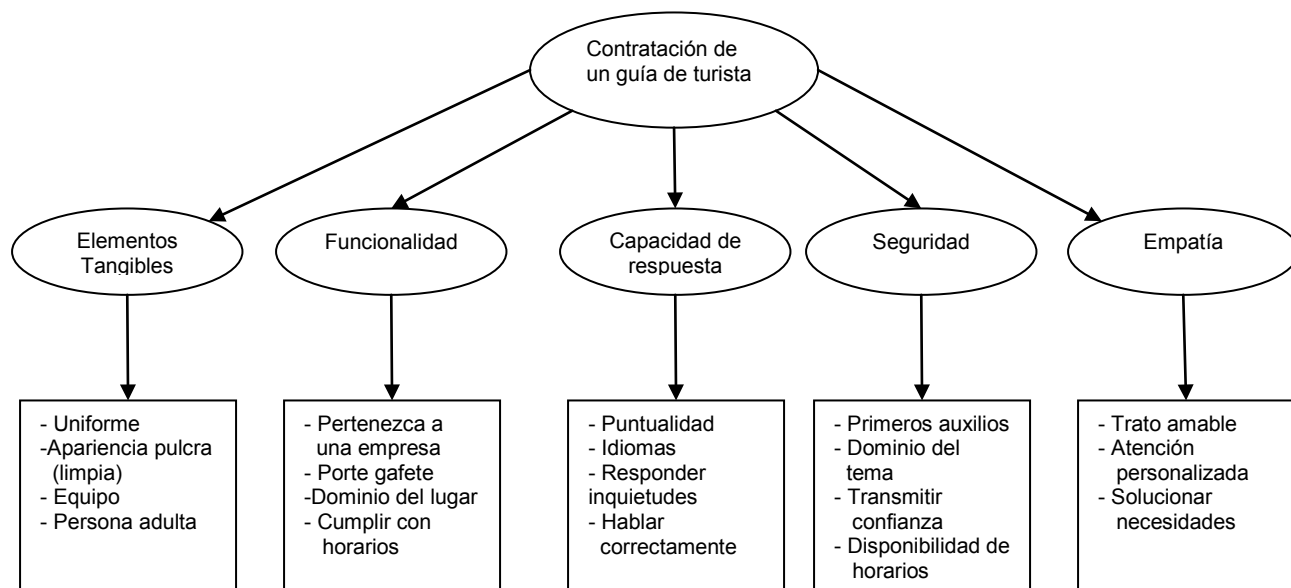 Contratación de
un guía de turista
Elementos
Tangibles
Funcionalidad
Capacidad de
respuesta
Seguridad
Empatía
- Uniforme
-Apariencia pulcra
(limpia)
- Equipo
- Persona adulta
- Pertenezca a
una empresa
- Porte gafete
-Dominio del lugar
- Cumplir con
horarios
- Puntualidad
- Idiomas
- Responder
inquietudes
- Hablar
correctamente
- Primeros auxilios
- Dominio del
tema
- Transmitir
confianza
- Disponibilidad de
horarios
- Trato amable
- Atención
personalizada
- Solucionar
necesidades